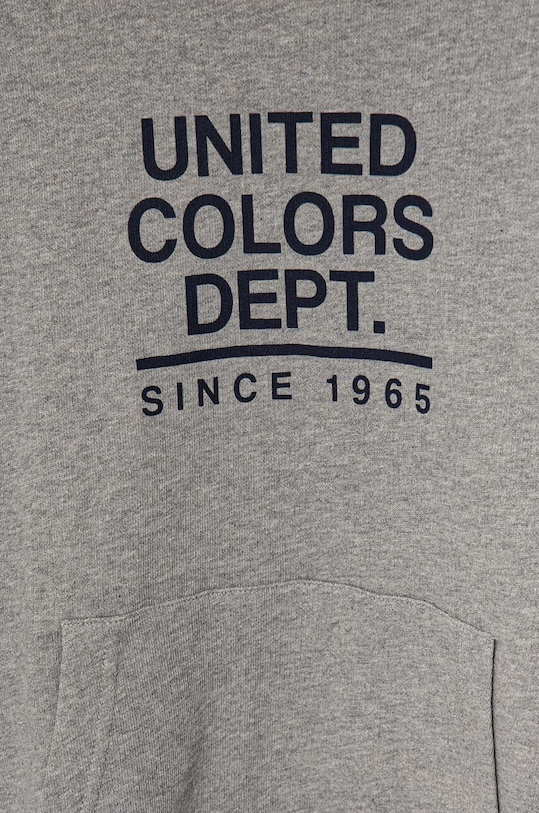 UNITED
COLORS
DEPT.
SINCE 1965